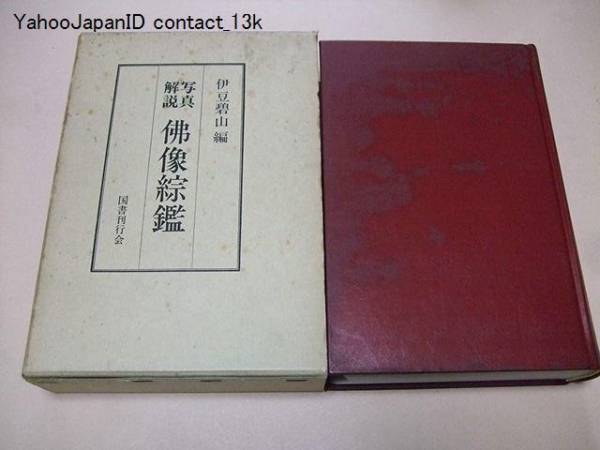 YahooJapanID contact_13k
伊豆碧山編
写真
解説
佛像綜鑑
国書刊行会